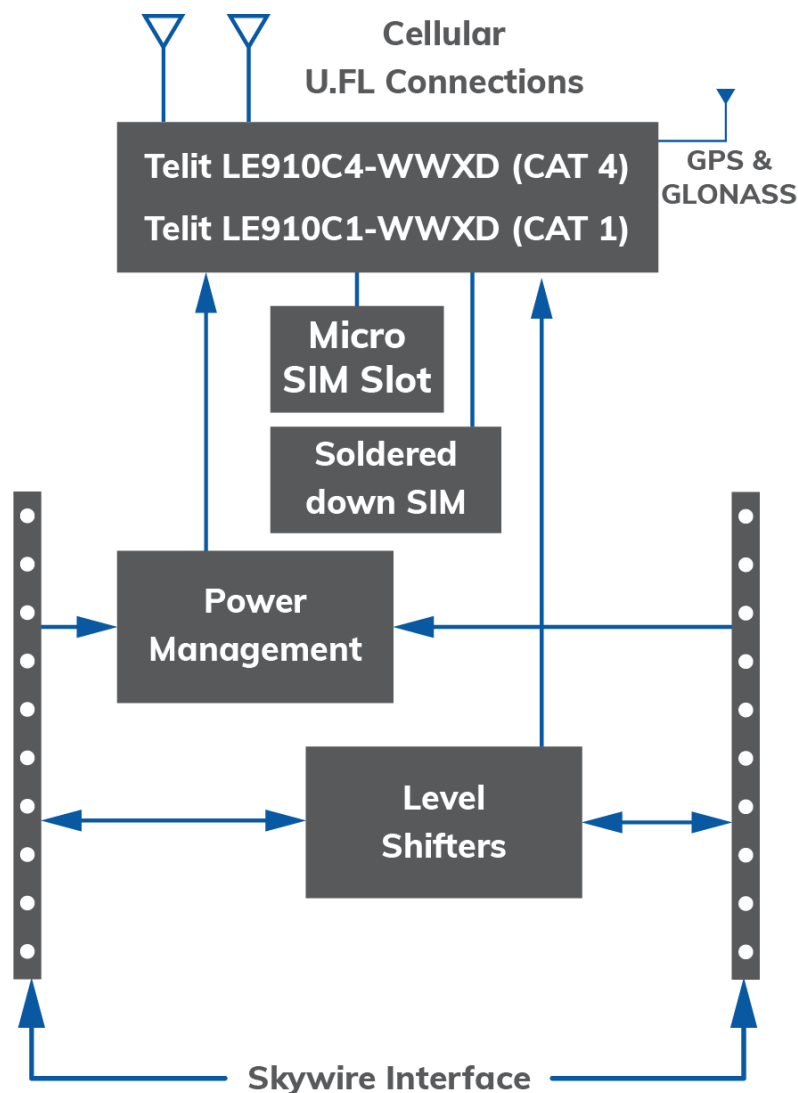 Cellular
U.FL Connections
Telit LE910C4-WWXD (CAT 4)
Telit LE910C1-WWXD (CAT 1)
GPS &
GLONASS
Micro
SIM Slot
Soldered
down SIM
Power
Management
Level
Shifters
Skywire Interface